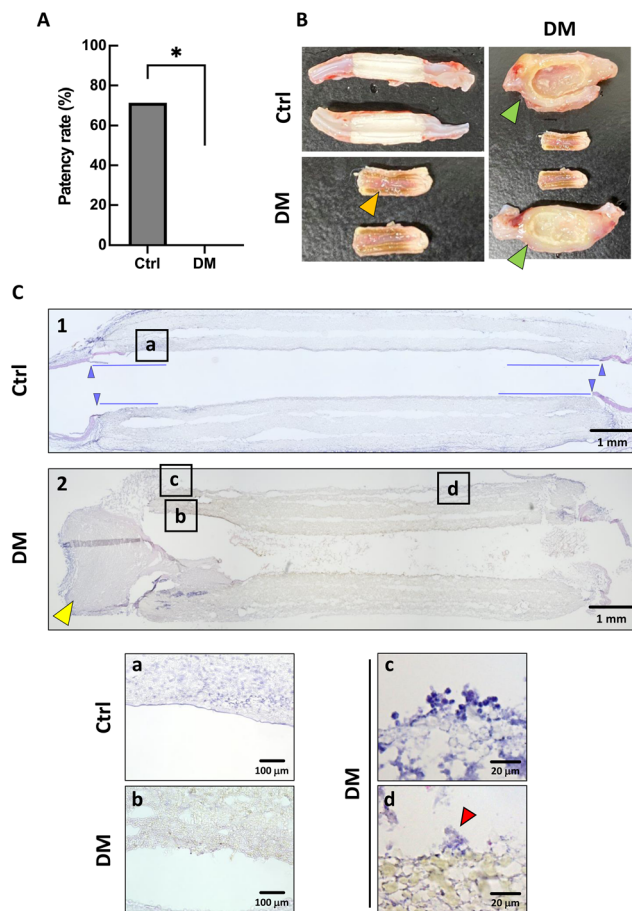 A
Patency rate (%)
100
80
60
40
20
0
*
Ctrl
DM
B
DM
Ctrl
DM
C
1
a
Ctrl
1 mm
2
c
b
d
DM
1 mm
a
Ctrl
100 μm
b
DM
100 μm
DM
c
20 μm
d
20 μm